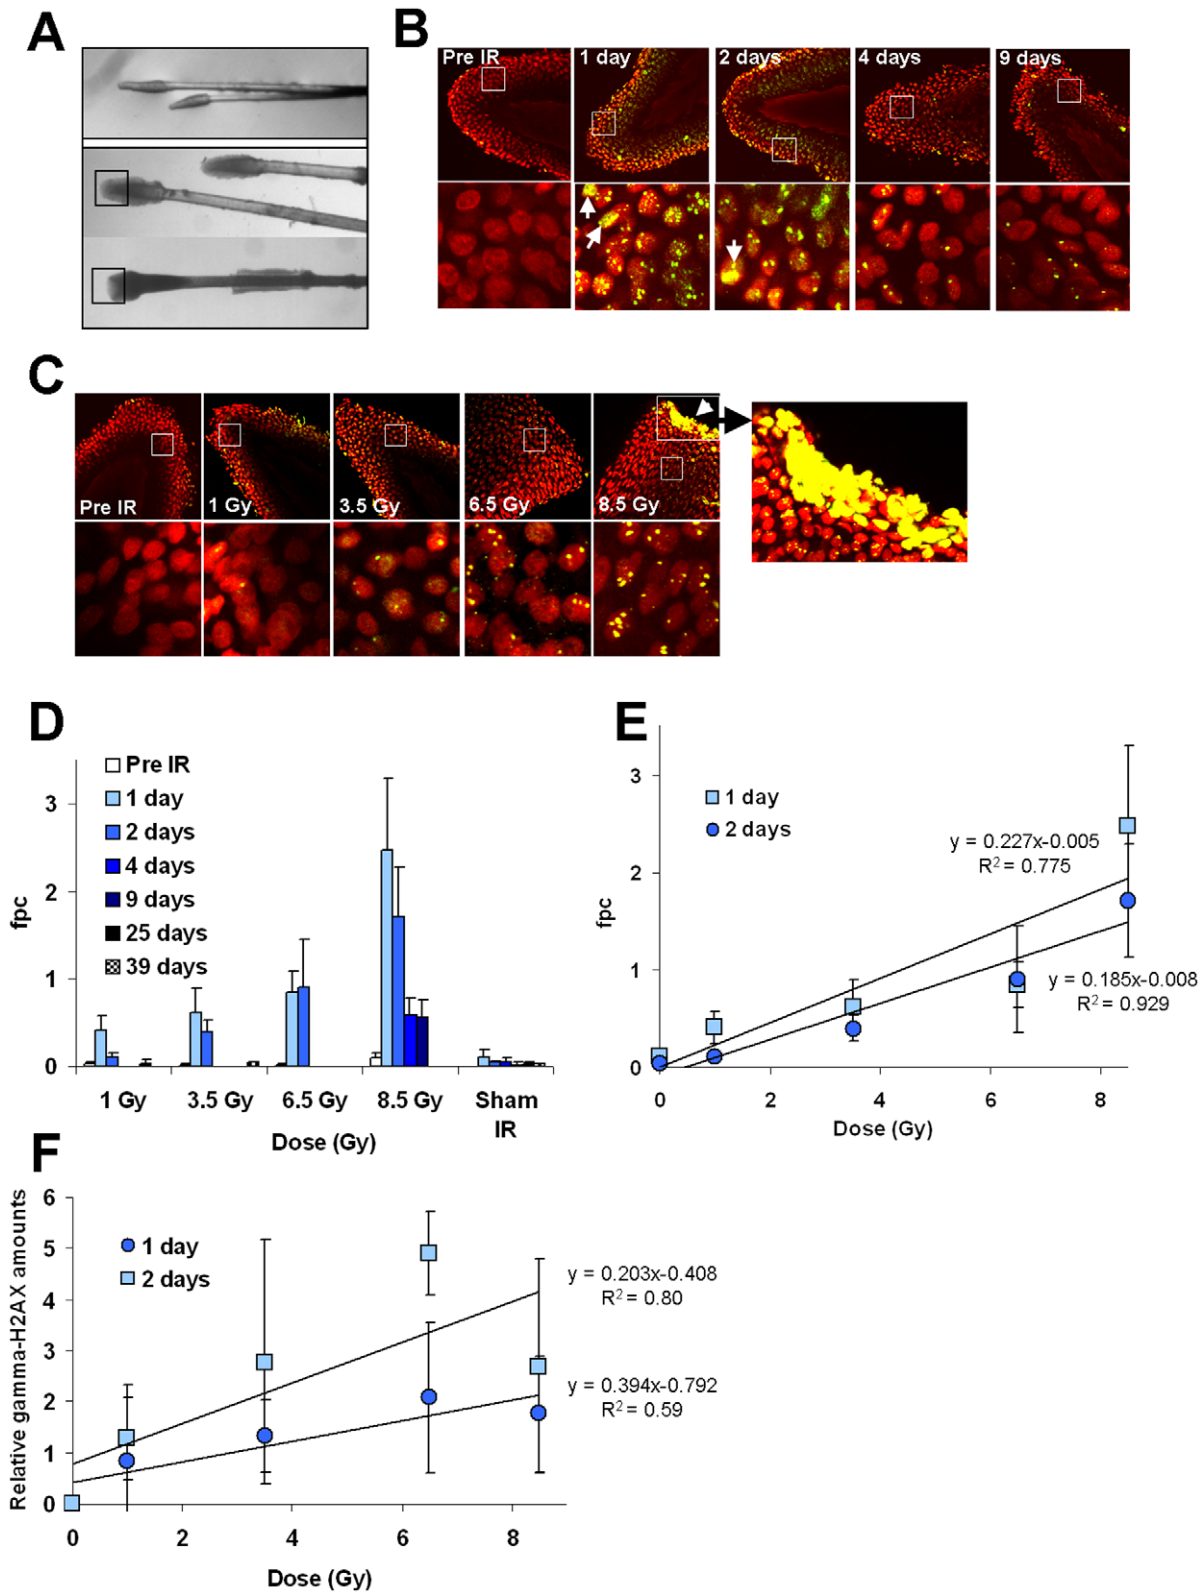 A
B
Pre IR
1 day
2 days
4 days
9 days
C
Pre IR
1 Gy
3.5 Gy
6.5 Gy
8.5 Gy
D
Pre IR
1 day
2 days
4 days
9 days
25 days
39 days
fpc
3
2
1
0
1 Gy
3.5 Gy
6.5 Gy
8.5 Gy
Sham
IR
Dose (Gy)
E
1 day
2 days
fpc
3
2
1
0
y = 0.227x-0.005
R² = 0.775
y = 0.185x-0.008
R² = 0.929
0
2
4
6
8
Dose (Gy)
F
Relative gamma-H2AX amounts
6
5
4
3
2
1
0
1 day
2 days
y = 0.203x-0.408
R² = 0.80
y = 0.394x-0.792
R² = 0.59
0
2
4
6
8
Dose (Gy)